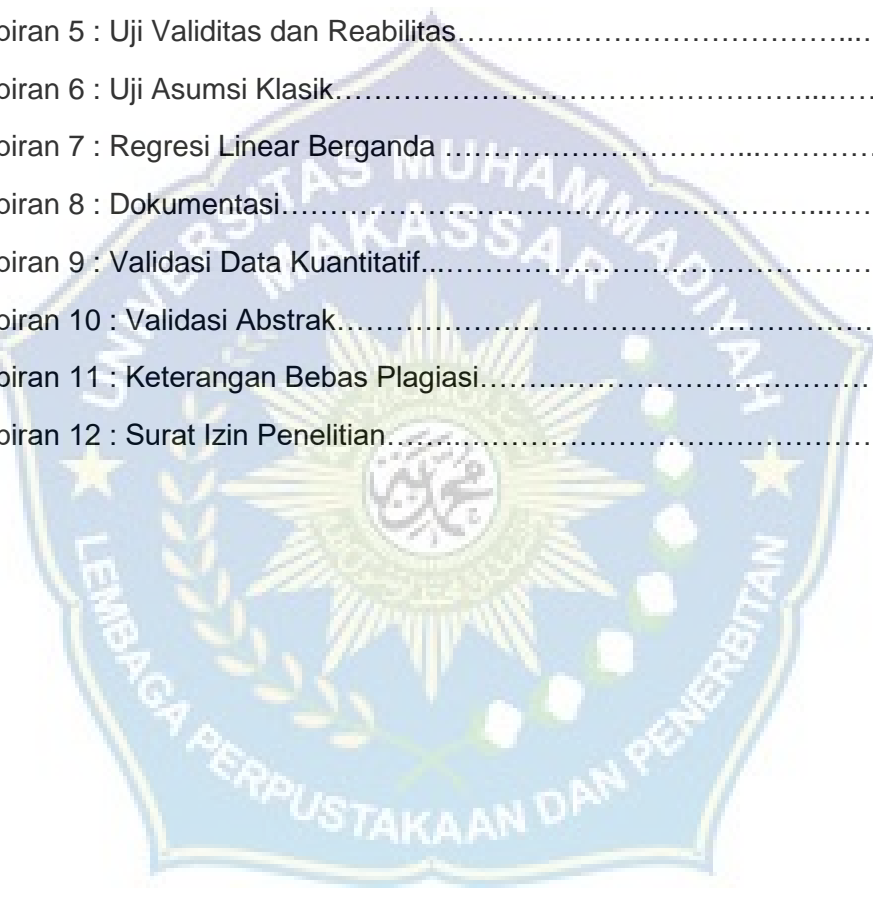 piran 5 : Uji Validitas dan Reabilitas…………………………………...…
piran 6 : Uji Asumsi Klasik…………………………………………...……
piran 7 : Regresi Linear Berganda …………………………...…………
piran 8 : Dokumentasi………………………………………………...……
piran 9 : Validasi Data Kuantitatif...………………………...……………
piran 10 : Validasi Abstrak……………………………………………….
piran 11 : Keterangan Bebas Plagiasi…………………………………
piran 12 : Surat Izin Penelitian…………………………………………
UNIVERSITAS MUHAMMADIYAH
MAKASSAR
LEMBAGA PERPUSTAKAAN DAN PENERBITAN